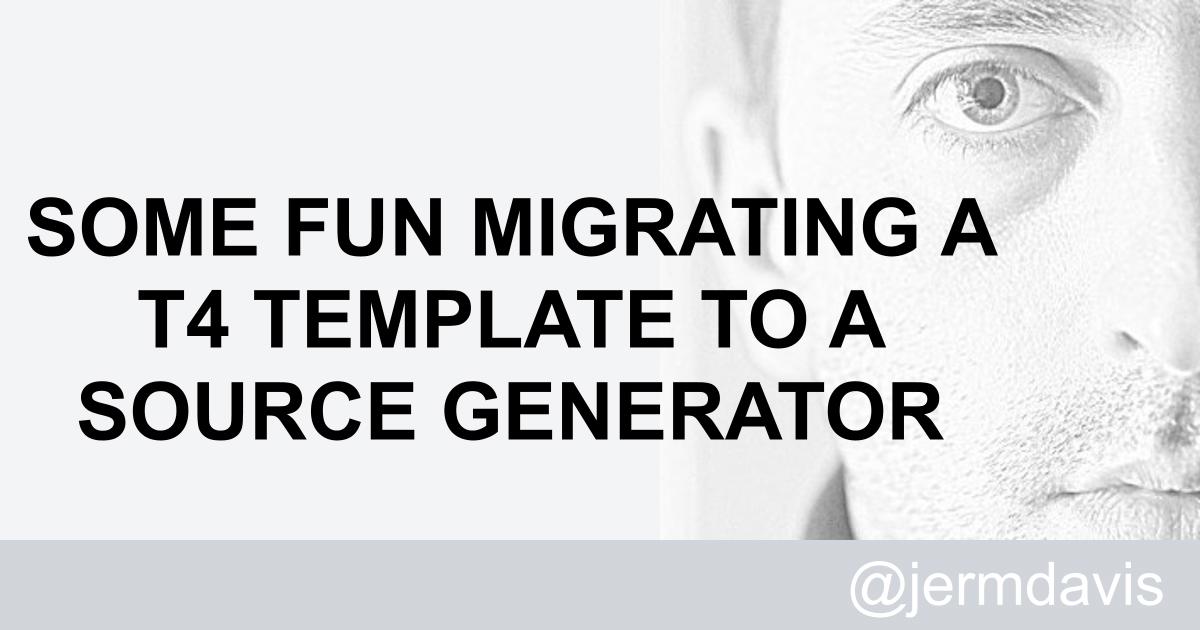 SOME FUN MIGRATING A
T4 TEMPLATE TO A
SOURCE GENERATOR
@jermdavis